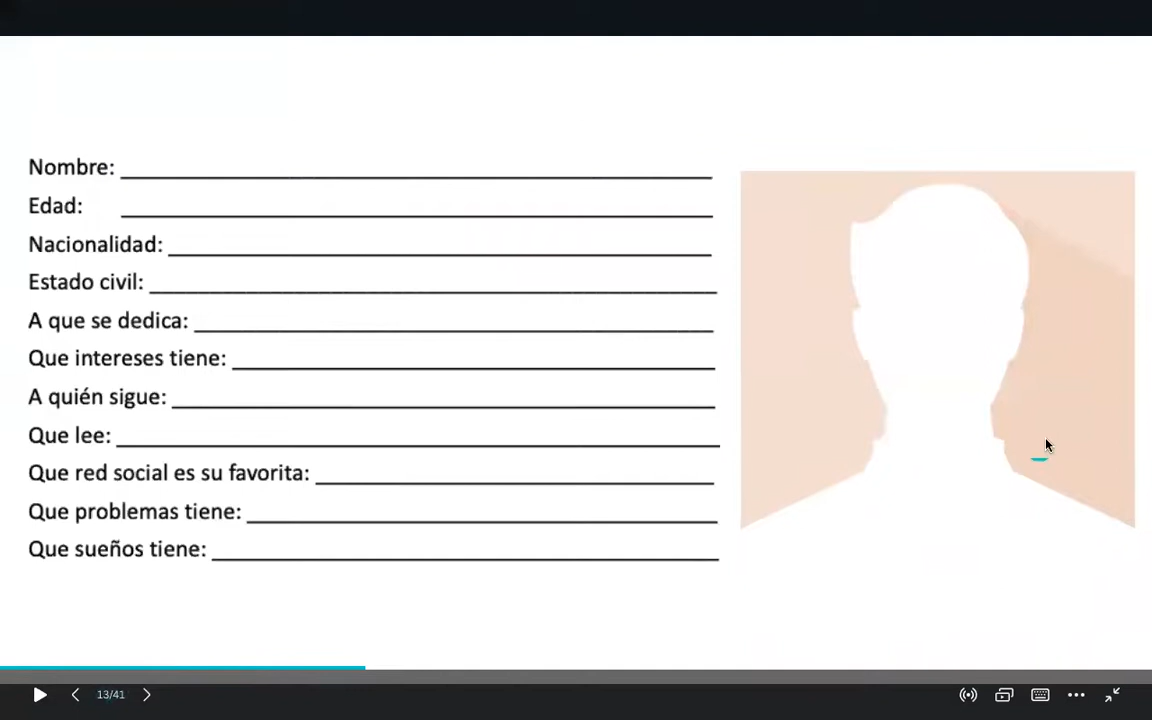 Nombre:
Edad:
Nacionalidad:
Estado civil:
A que se dedica:
Que intereses tiene:
A quién sigue:
Que lee:
Que red social es su favorita:
Que problemas tiene:
Que sueños tiene:
13/41